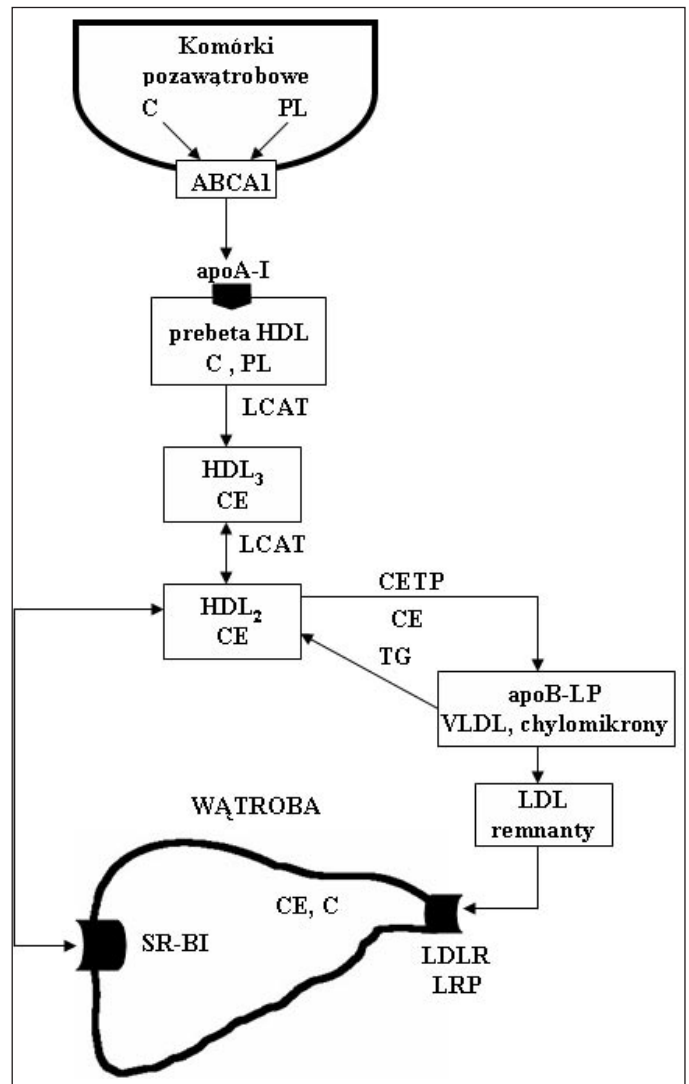 Komórki
pozawątrobowe
C PL
ABCA1
apoA-I
prebeta HDL
C , PL
LCAT
HDL₃
CE
LCAT
HDL₂
CE
CETP
CE
TG
apoB-LP
VLDL, chylomikrony
LDL
remnanty
WĄTROBA
CE, C
SR-BI
LDLR
LRP